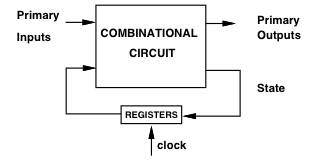 Primary
Inputs
COMBINATIONAL
CIRCUIT
Primary
Outputs
State
REGISTERS
clock